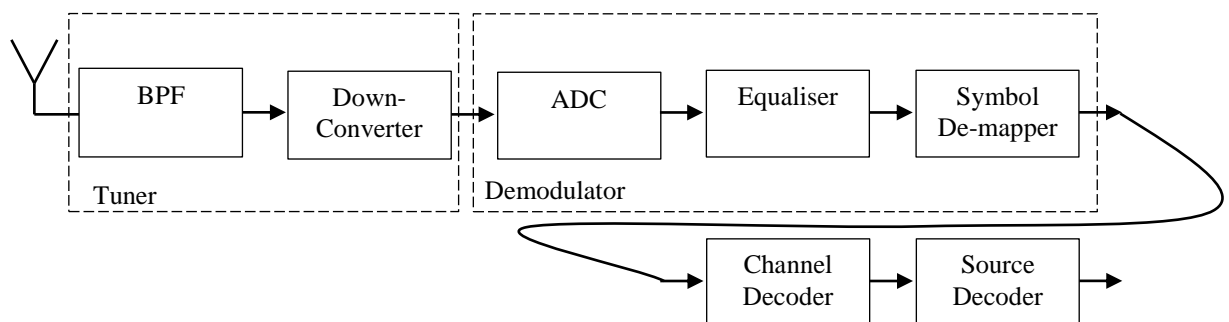 BPF
Down-
Converter
ADC
Equaliser
Symbol
De-mapper
Tuner
Demodulator
Channel
Decoder
Source
Decoder